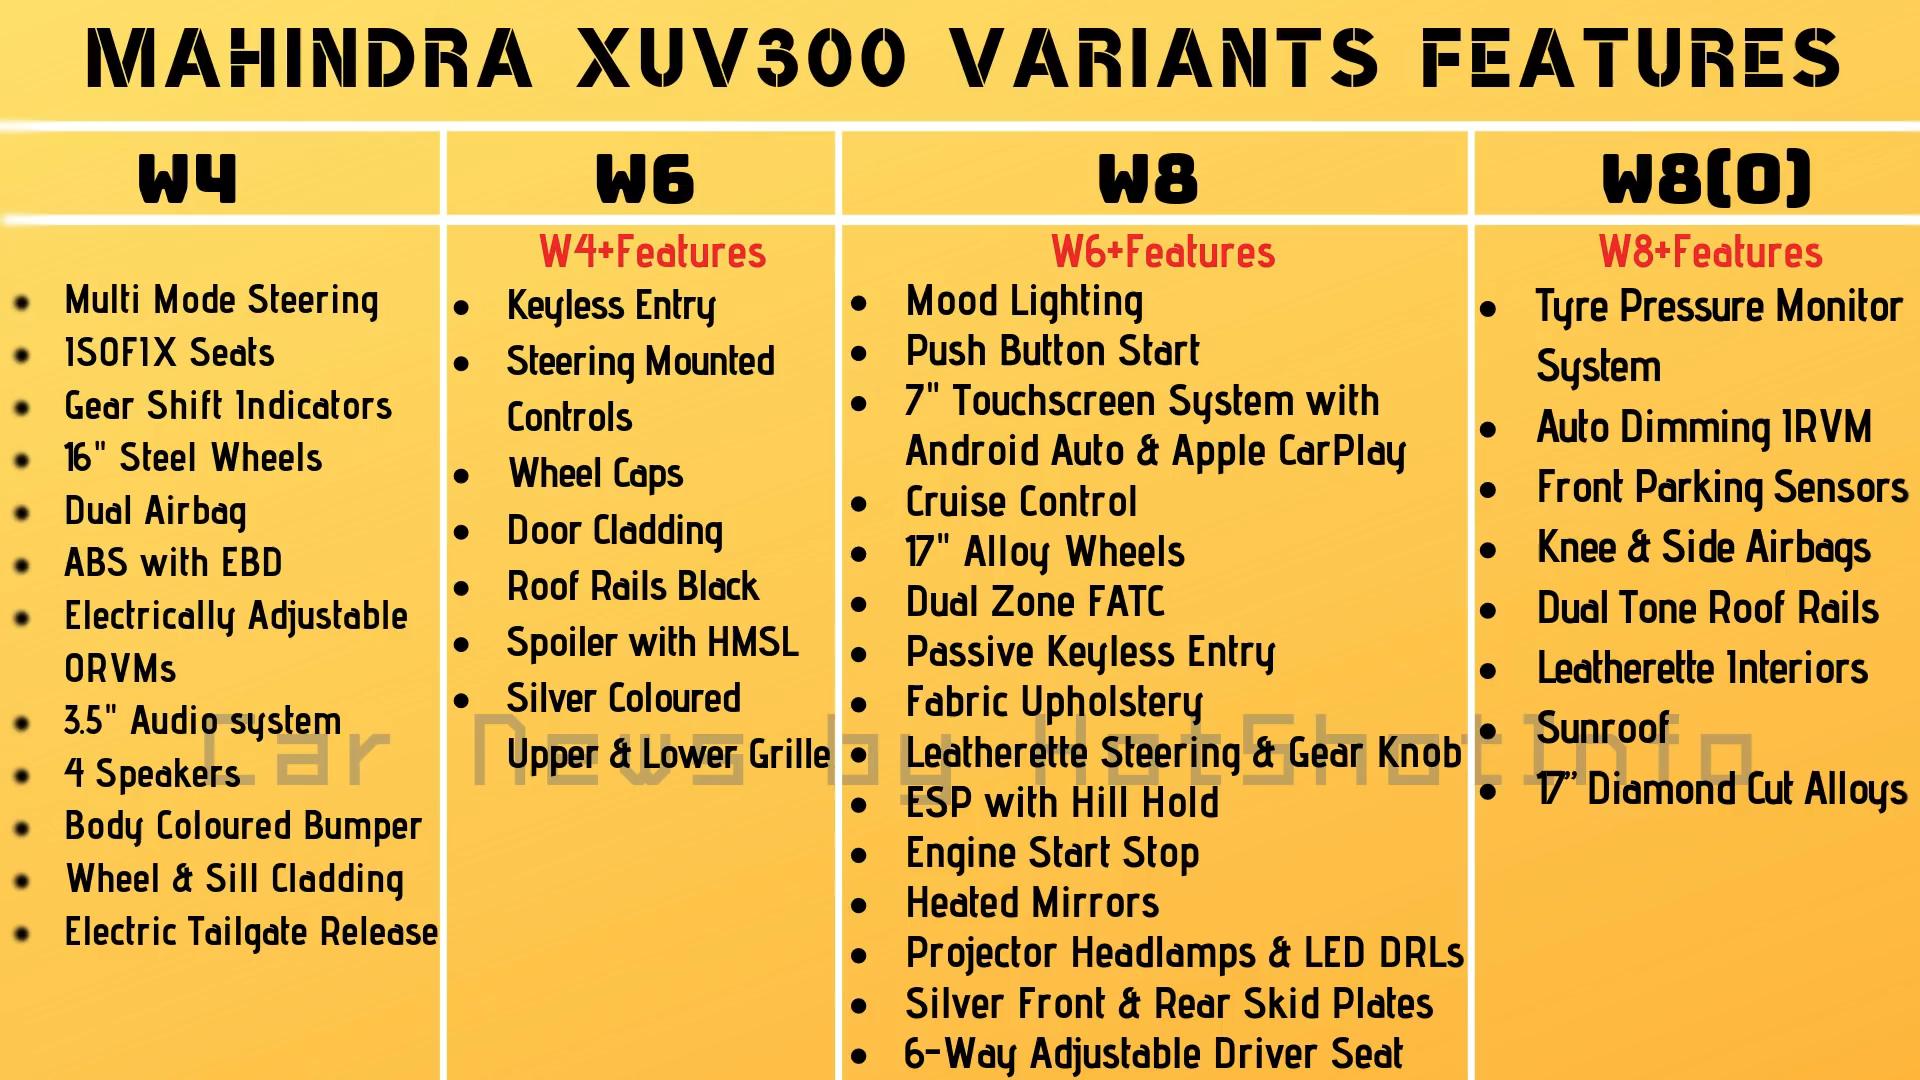 MAHINDRA XUV300 VARIANTS FEATURES
W4
Multi Mode Steering
ISOFIX Seats
Gear Shift Indicators
16" Steel Wheels
Dual Airbag
ABS with EBD
Electrically Adjustable
ORVMs
3.5" Audio system
4 Speakers
Body Coloured Bumper
Wheel & Sill Cladding
Electric Tailgate Release
W6
W4+Features
Keyless Entry
Steering Mounted
Controls
Wheel Caps
Door Cladding
Roof Rails Black
Spoiler with HMSL
Silver Coloured
Upper & Lower Grille
W8
W6+Features
Mood Lighting
Push Button Start
7" Touchscreen System with
Android Auto & Apple CarPlay
Cruise Control
17" Alloy Wheels
Dual Zone FATC
Passive Keyless Entry
Fabric Upholstery
Leatherette Steering & Gear Knob
ESP with Hill Hold
Engine Start Stop
Heated Mirrors
Projector Headlamps & LED DRLs
Silver Front & Rear Skid Plates
6-Way Adjustable Driver Seat
W8(O)
W8+Features
Tyre Pressure Monitor
System
Auto Dimming IRVM
Front Parking Sensors
Knee & Side Airbags
Dual Tone Roof Rails
Leatherette Interiors
Sunroof
17” Diamond Cut Alloys
Car News by HotShotInfo